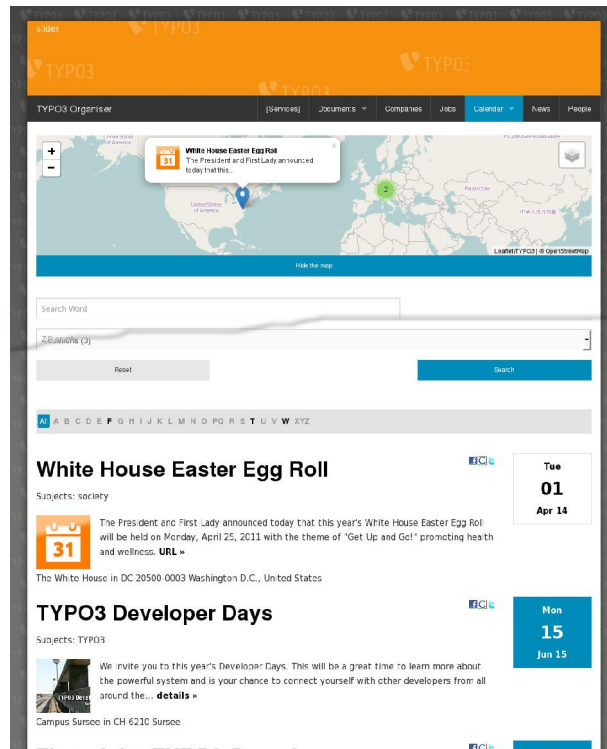 slider
TYPO3
TYPO3
TYPO3
TYPO3
TYPO3 Organiser
[Services] Documents Companies Jobs Calendar News People
+
−
31
White House Easter Egg Roll
The President and First Lady announced
today that this..
×
United States
of America
2
Казахстан
Leaflet/TYPO3 | © OpenStreetMap
Hide the map
Search Word
(3)
Reset Search
All A B C D E F G H I J K L M N O PQ R S T U V W XYZ
White House Easter Egg Roll
Tue
01
Apr 14
Subjects: society
31
The President and First Lady announced today that this year's White House Easter Egg Roll
will be held on Monday, April 25, 2011 with the theme of "Get Up and Go!" promoting health
and wellness. URL »
The White House in DC 20500-0003 Washington D.C., United States
TYPO3 Developer Days
Mon
15
Jun 15
Subjects: TYPO3
We invite you to this year's Developer Days. This will be a great time to learn more about
the powerful system and is your chance to connect yourself with other developers from all
around the... details »
Campus Sursee in CH 6210 Sursee